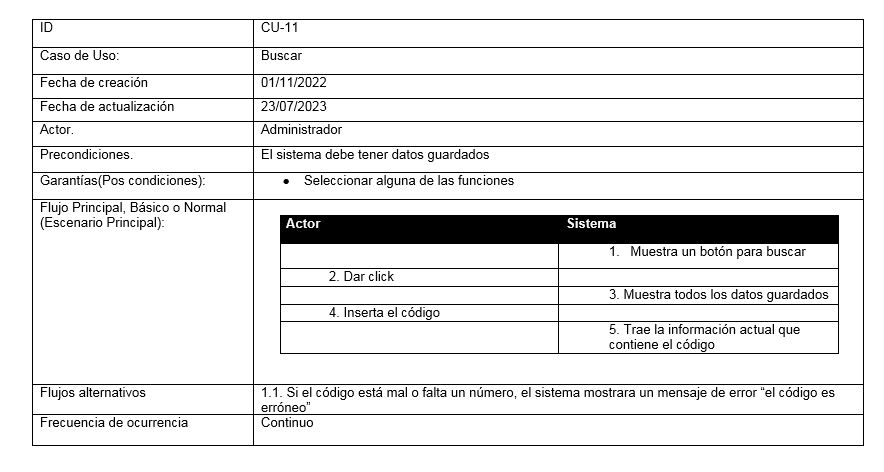 ID CU-11
Caso de Uso: Buscar
Fecha de creación 01/11/2022
Fecha de actualización 23/07/2023
Actor. Administrador
Precondiciones. El sistema debe tener datos guardados
Garantías(Pos condiciones): • Seleccionar alguna de las funciones
Flujo Principal, Básico o Normal
(Escenario Principal):
Actor Sistema
1. Muestra un botón para buscar
2. Dar click
3. Muestra todos los datos guardados
4. Inserta el código
5. Trae la información actual que
contiene el código
Flujos alternativos 1.1. Si el código está mal o falta un número, el sistema mostrara un mensaje de error “el código es
erróneo”
Frecuencia de ocurrencia Continuo